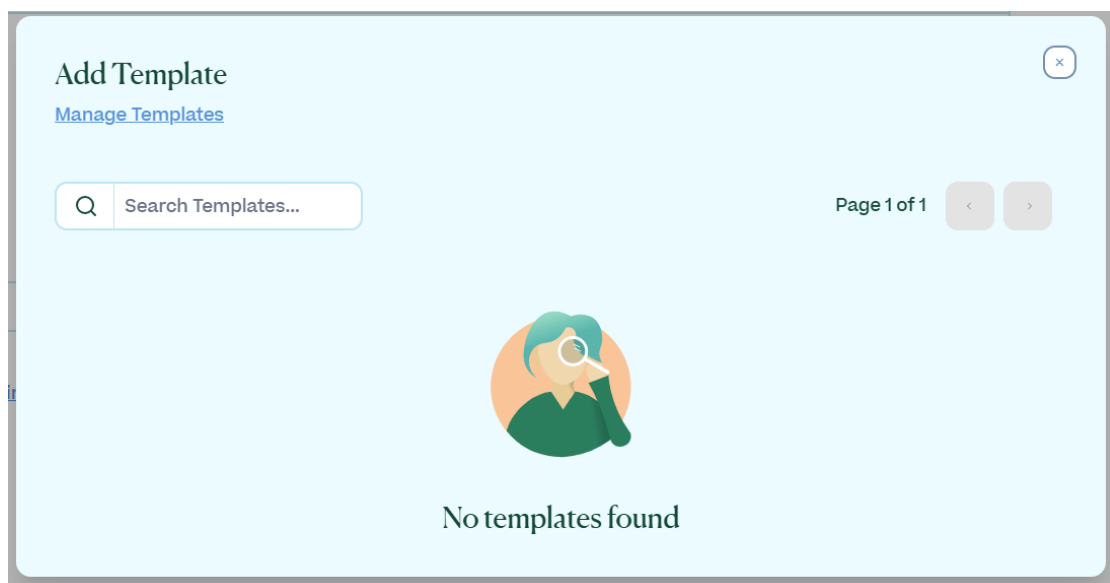 Add Template
Manage Templates
Search Templates...
Page 1 of 1
No templates found